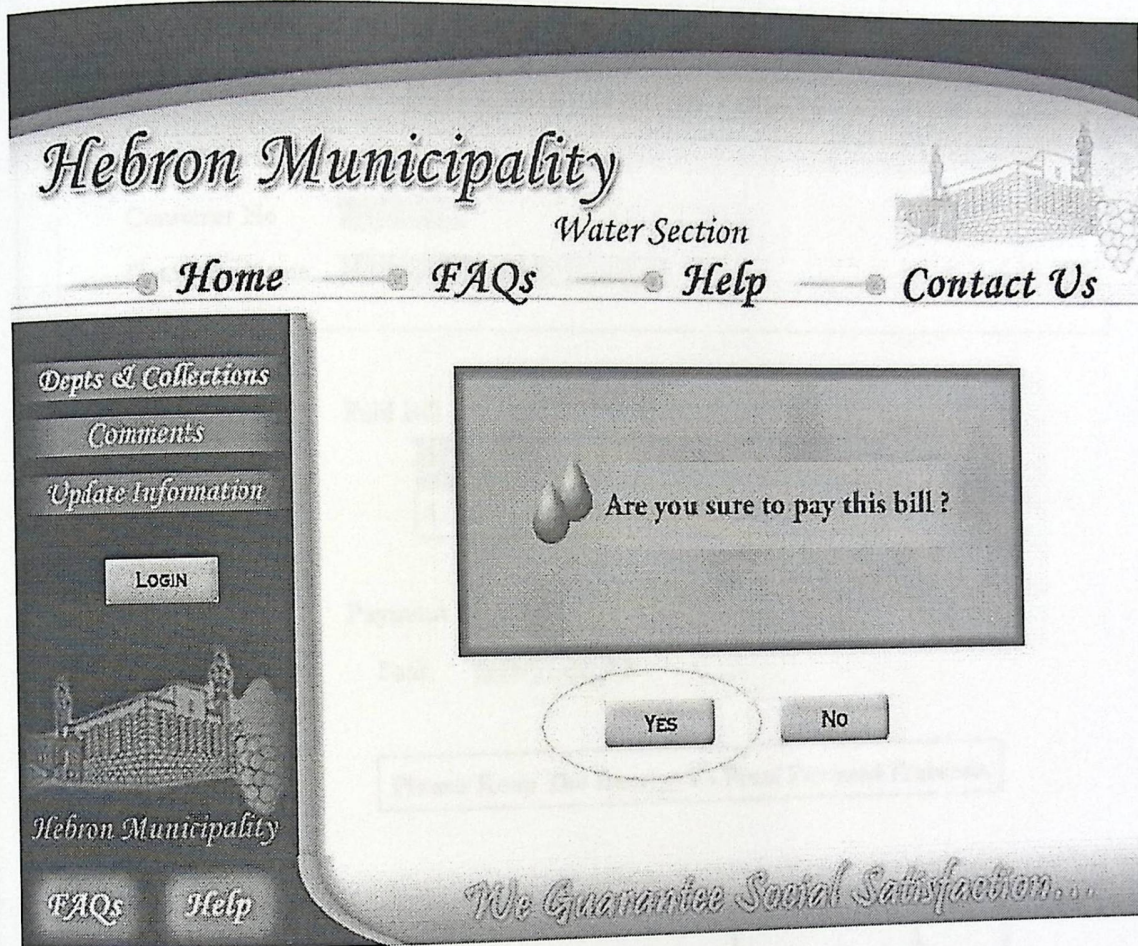 Hebron Municipality
Water Section
Home FAQs Help Contact Us
Depts & Collections
Comments
Update Information
LOGIN
Are you sure to pay this bill ?
YES NO
Hebron Municipality
FAQs Help
We Guarantee Social Satisfaction...